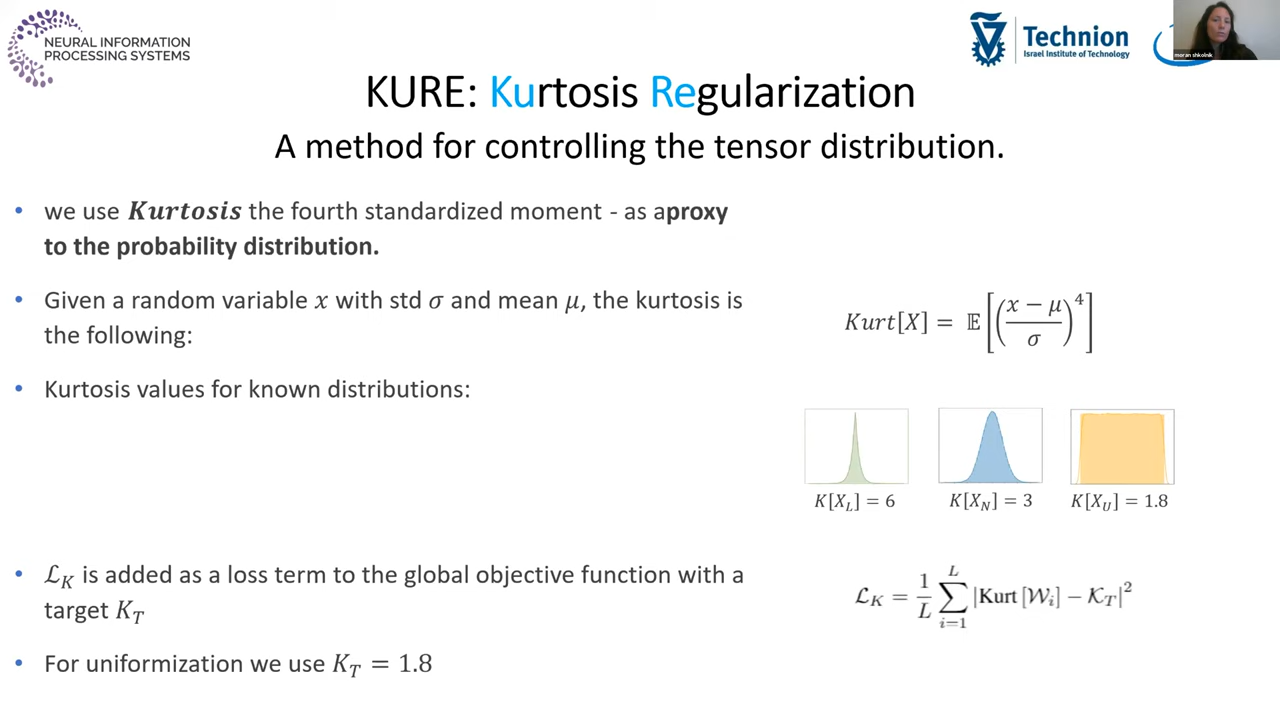 NEURAL INFORMATION
PROCESSING SYSTEMS
Technion
Israel Institute of Technology
moran shkolnik
KURE: Kurtosis Regularization
A method for controlling the tensor distribution.
• we use Kurtosis the fourth standardized moment - as aproxy
to the probability distribution.
• Given a random variable x with std σ and mean μ, the kurtosis is
the following:
Kurt[X] = 𝔼[((x − μ)/σ)^4]
• Kurtosis values for known distributions:
K[X_L] = 6 K[X_N] = 3 K[X_U] = 1.8
• ℒ_K is added as a loss term to the global objective function with a
target K_T
ℒ_K = 1/L ∑_{i=1}^{L} |Kurt [𝒲_i] − 𝒦_T|^2
• For uniformization we use K_T = 1.8